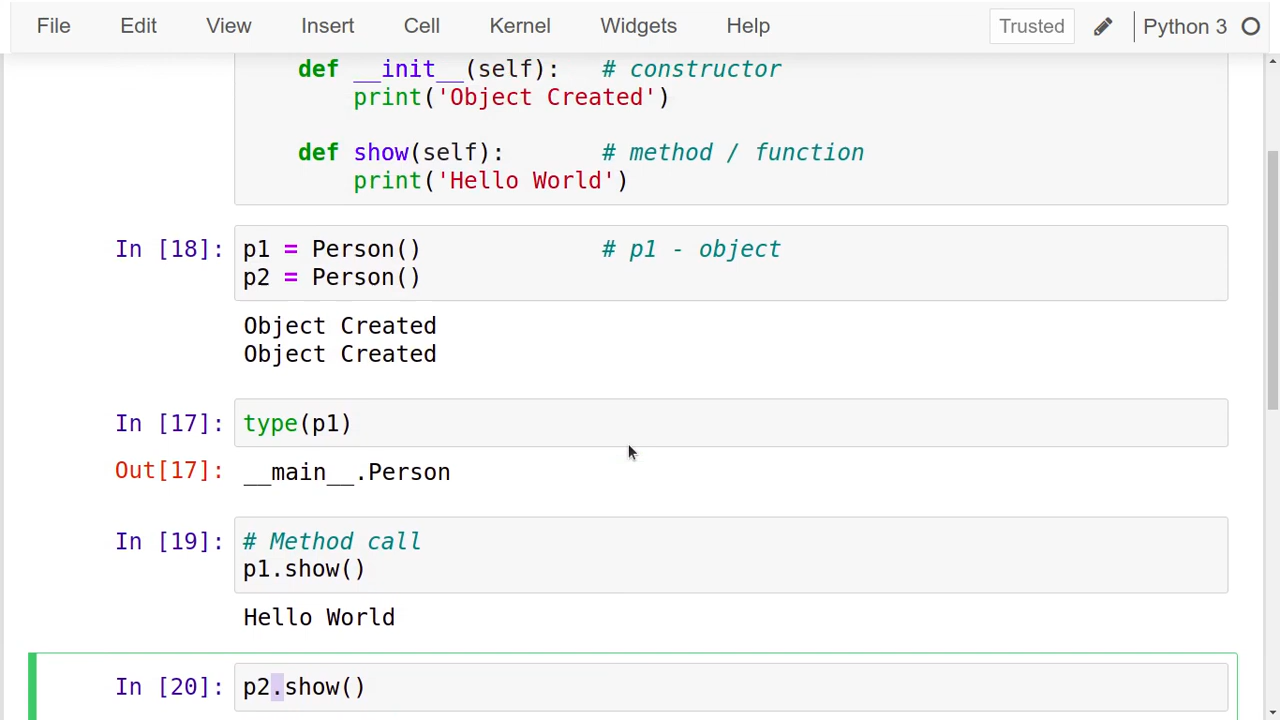 File Edit View Insert Cell Kernel Widgets Help Trusted Python 3
def __init__(self): # constructor
print('Object Created')
def show(self): # method / function
print('Hello World')
In [18]: p1 = Person() # p1 - object
p2 = Person()
Object Created
Object Created
In [17]: type(p1)
Out[17]: __main__.Person
In [19]: # Method call
p1.show()
Hello World
In [20]: p2.show()